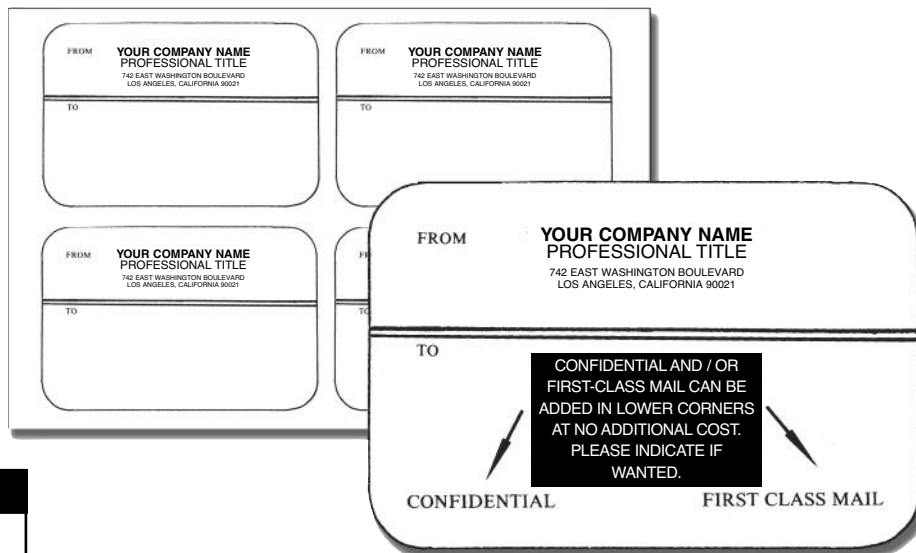 FROM
YOUR COMPANY NAME
PROFESSIONAL TITLE
742 EAST WASHINGTON BOULEVARD
LOS ANGELES, CALIFORNIA 90021
TO
FROM
YOUR COMPANY NAME
PROFESSIONAL TITLE
742 EAST WASHINGTON BOULEVARD
LOS ANGELES, CALIFORNIA 90021
TO
FROM
YOUR COMPANY NAME
PROFESSIONAL TITLE
742 EAST WASHINGTON BOULEVARD
LOS ANGELES, CALIFORNIA 90021
TO
FROM
YOUR COMPANY NAME
PROFESSIONAL TITLE
742 EAST WASHINGTON BOULEVARD
LOS ANGELES, CALIFORNIA 90021
TO
CONFIDENTIAL AND / OR
FIRST-CLASS MAIL CAN BE
ADDED IN LOWER CORNERS
AT NO ADDITIONAL COST.
PLEASE INDICATE IF
WANTED.
CONFIDENTIAL
FIRST CLASS MAIL